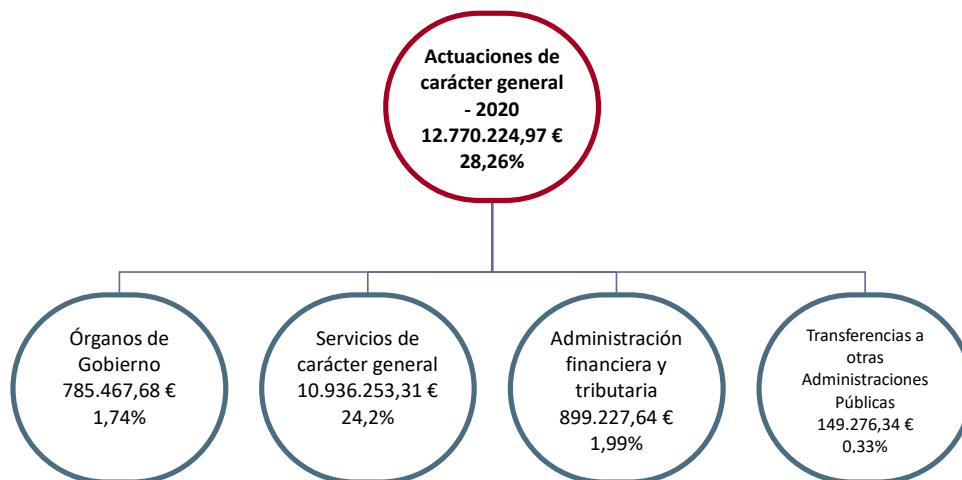 Actuaciones de
carácter general
- 2020
12.770.224,97 €
28,26%
Órganos de
Gobierno
785.467,68 €
1,74%
Servicios de
carácter general
10.936.253,31 €
24,2%
Administración
financiera y
tributaria
899.227,64 €
1,99%
Transferencias a
otras
Administraciones
Públicas
149.276,34 €
0,33%